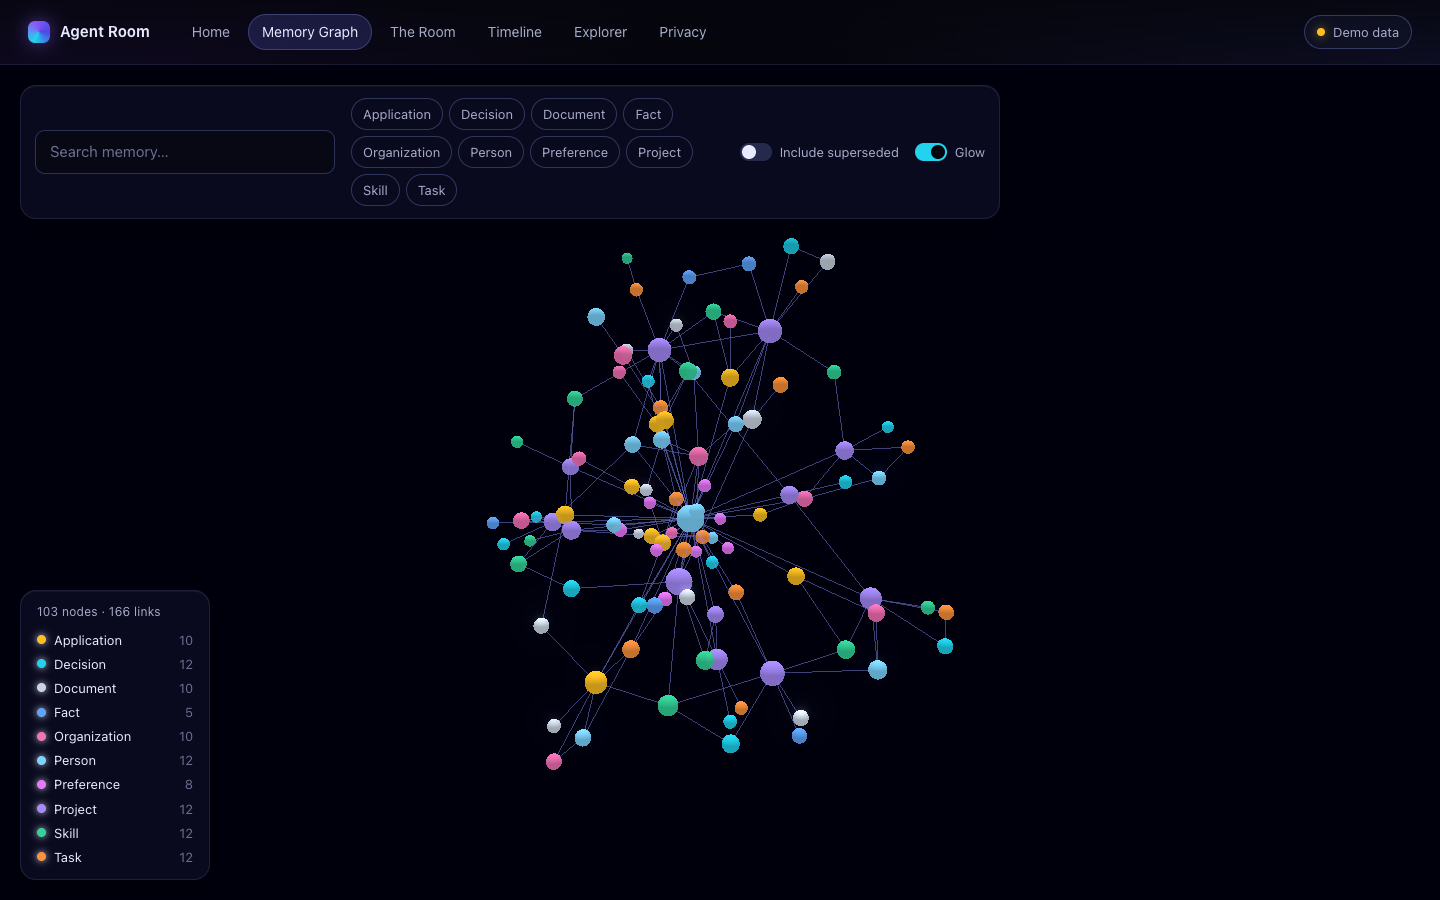 Agent Room
Home
Memory Graph
The Room
Timeline
Explorer
Privacy
Demo data
Search memory...
Application
Decision
Document
Fact
Organization
Person
Preference
Project
Skill
Task
Include superseded
Glow
103 nodes · 166 links
Application 10
Decision 12
Document 10
Fact 5
Organization 10
Person 12
Preference 8
Project 12
Skill 12
Task 12